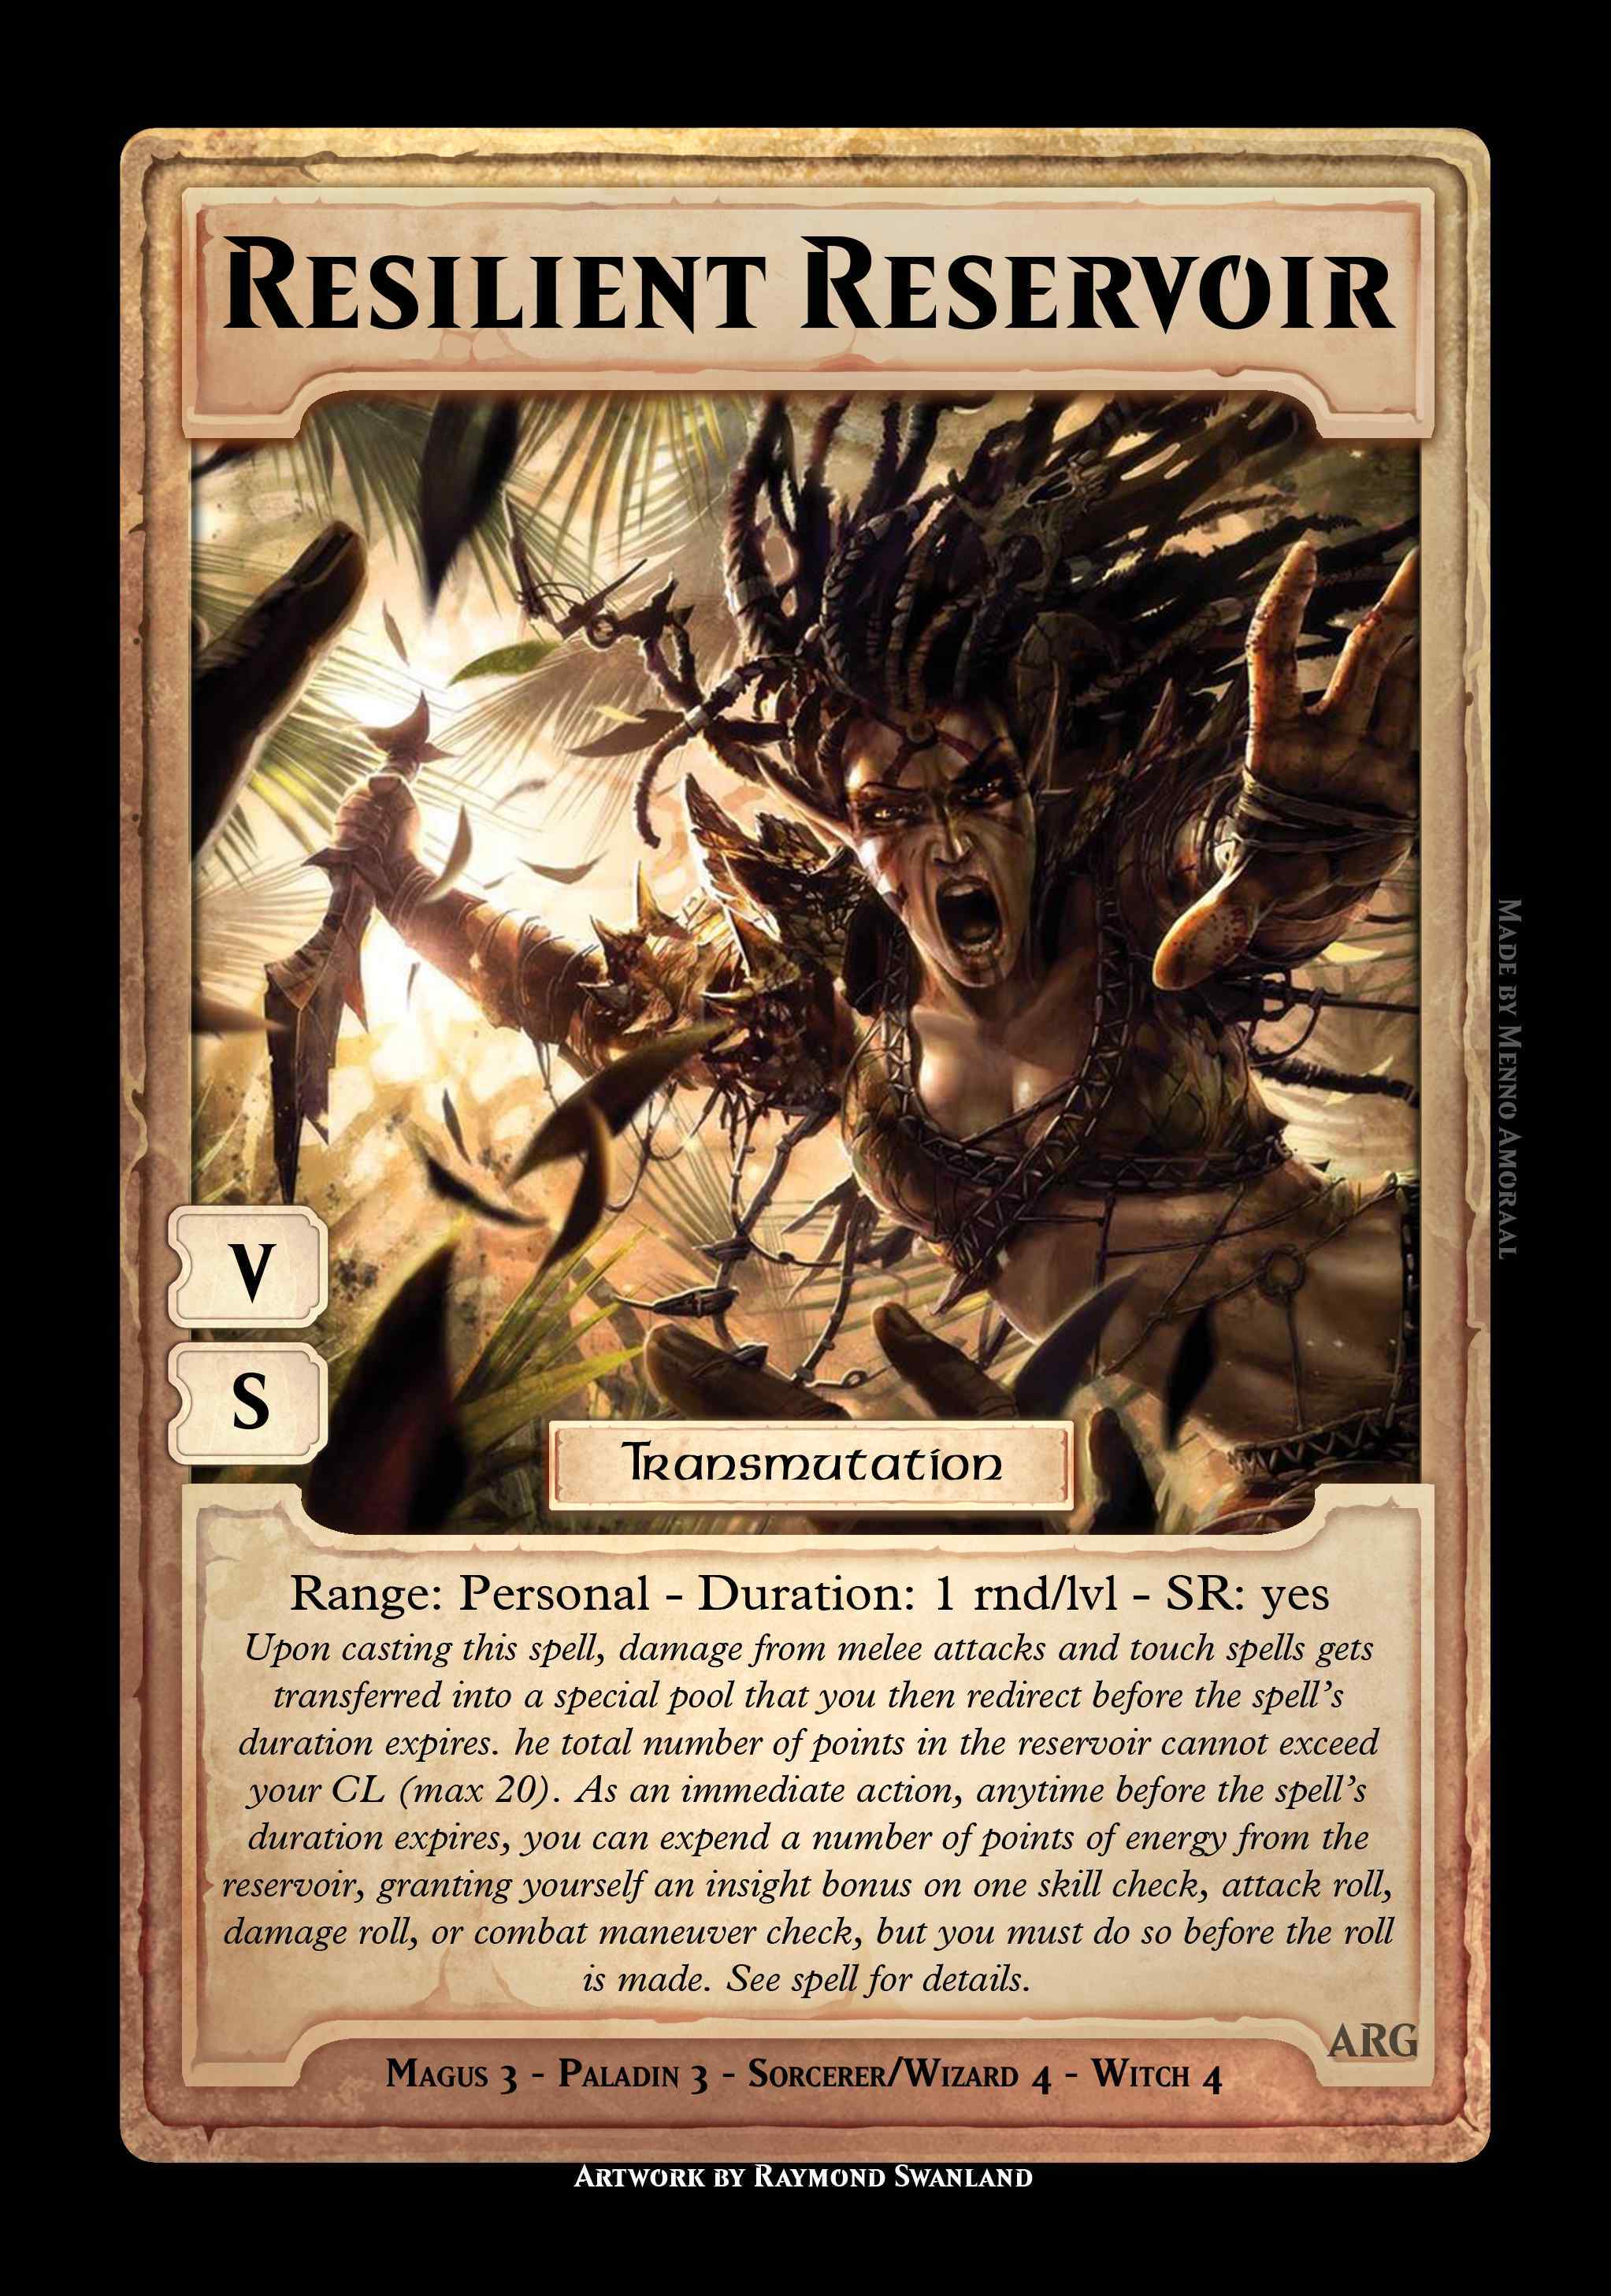 Resilient Reservoir
V
S
Transmutation
Range: Personal - Duration: 1 rnd/lvl - SR: yes
Upon casting this spell, damage from melee attacks and touch spells gets
transferred into a special pool that you then redirect before the spell's
duration expires. he total number of points in the reservoir cannot exceed
your CL (max 20). As an immediate action, anytime before the spell's
duration expires, you can expend a number of points of energy from the
reservoir, granting yourself an insight bonus on one skill check, attack roll,
damage roll, or combat maneuver check, but you must do so before the roll
is made. See spell for details.
ARG
Magus 3 - Paladin 3 - Sorcerer/Wizard 4 - Witch 4
Artwork by Raymond Swanland
Made by Menno Amoraal